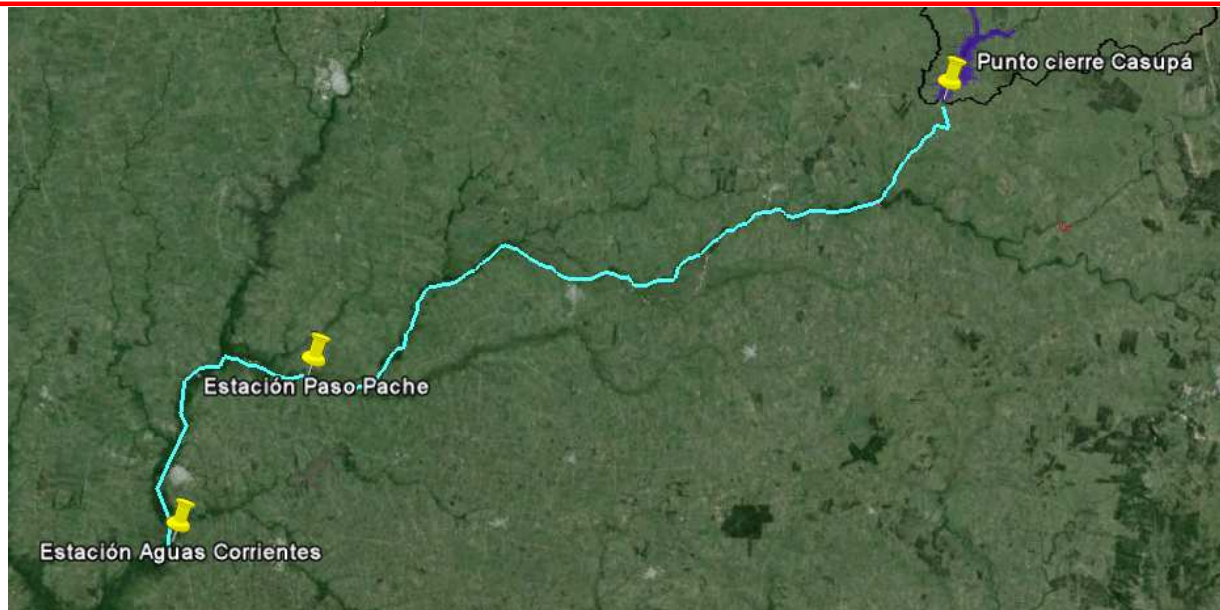 Punto cierre Casupá
Estación Paso Pache
Estación Aguas Corrientes